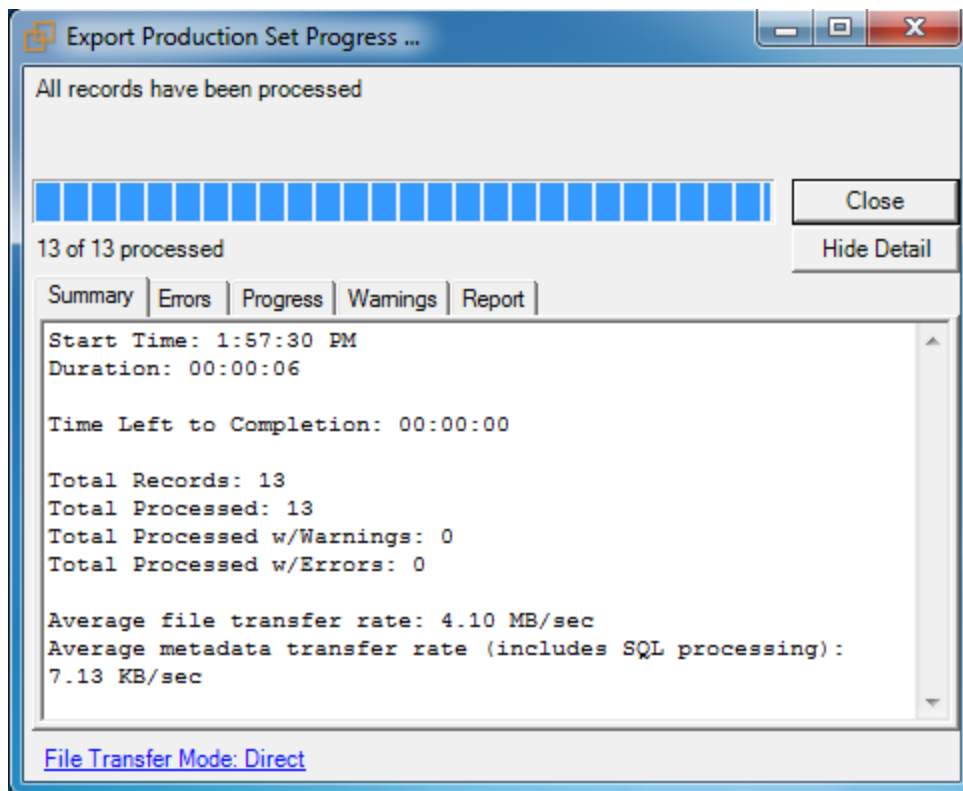 Export Production Set Progress ...
All records have been processed
Close
13 of 13 processed
Hide Detail
Summary Errors Progress Warnings Report
Start Time: 1:57:30 PM
Duration: 00:00:06
Time Left to Completion: 00:00:00
Total Records: 13
Total Processed: 13
Total Processed w/Warnings: 0
Total Processed w/Errors: 0
Average file transfer rate: 4.10 MB/sec
Average metadata transfer rate (includes SQL processing):
7.13 KB/sec
File Transfer Mode: Direct